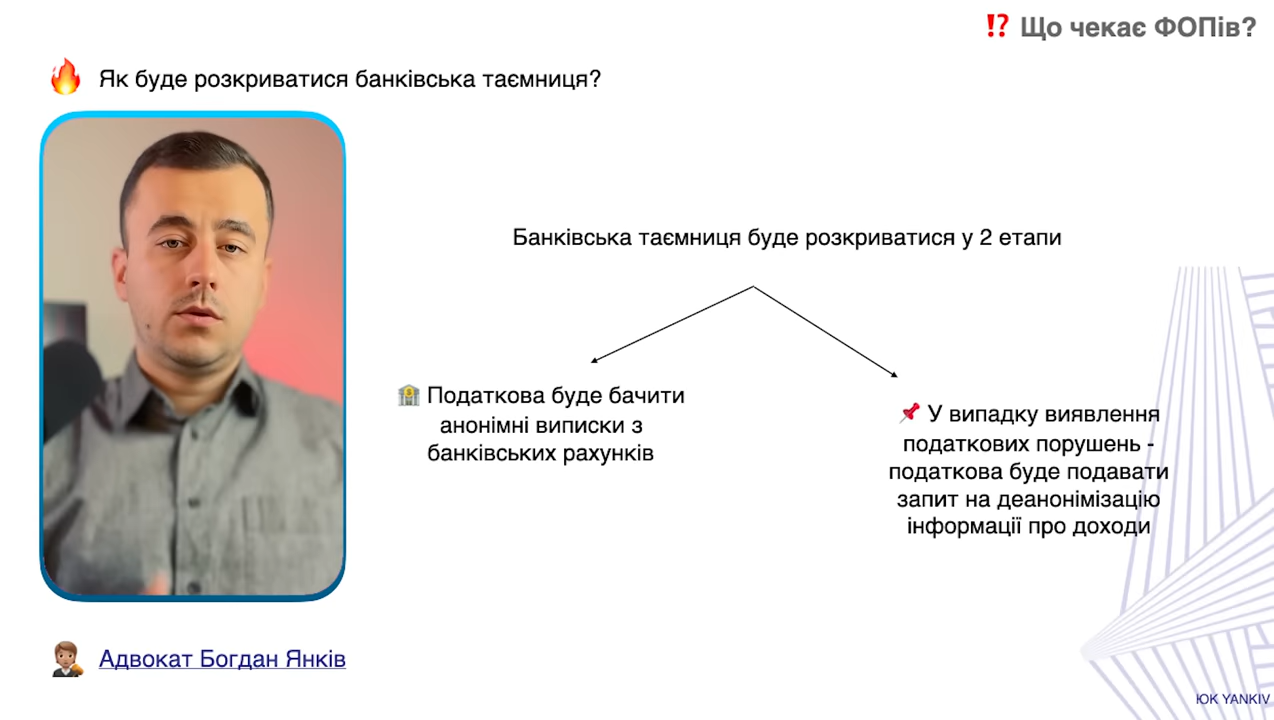 ⁉️ Що чекає ФОПів?
🔥 Як буде розкриватися банківська таємниця?
Банківська таємниця буде розкриватися у 2 етапи
🏦 Податкова буде бачити
анонімні виписки з
банківських рахунків
📌 У випадку виявлення
податкових порушень -
податкова буде подавати
запит на деанонімізацію
інформації про доходи
Адвокат Богдан Янків
ЮК YANKIV